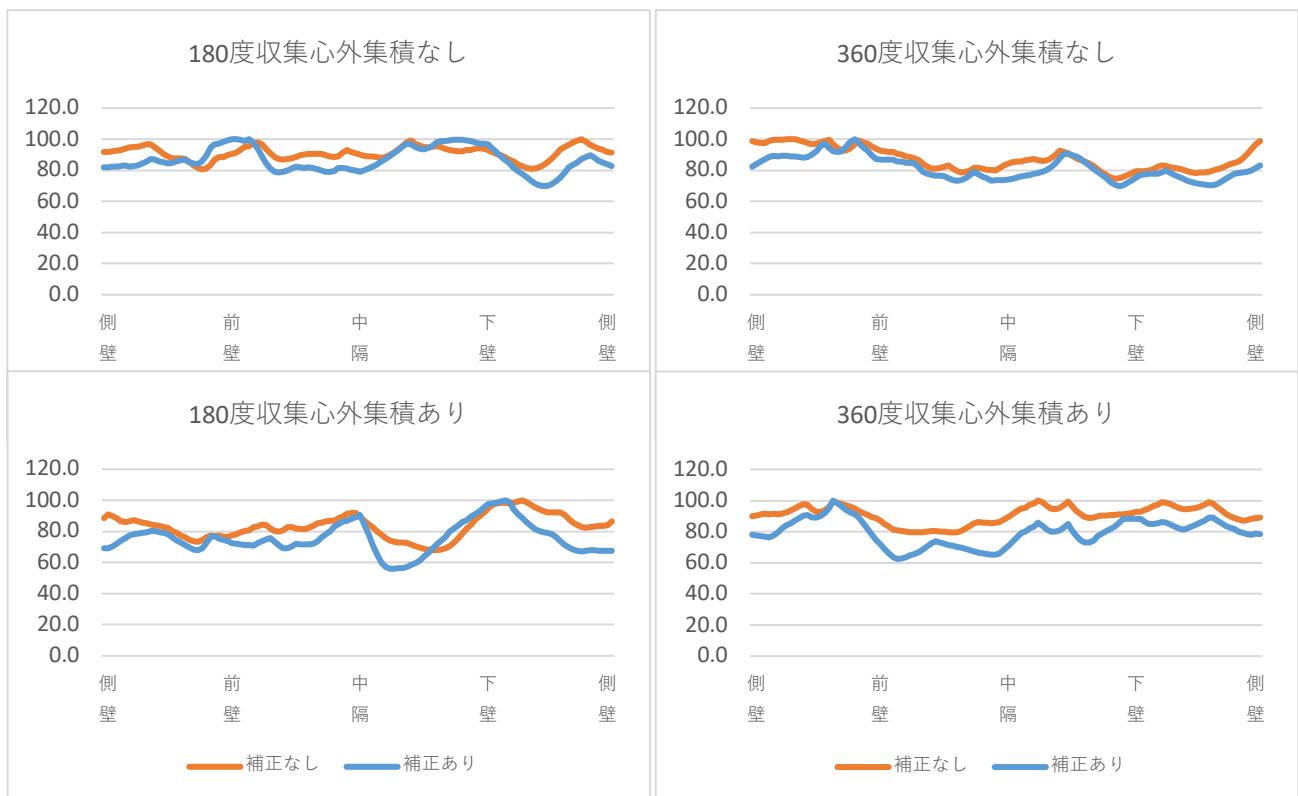 180度収集心外集積なし
120.0
100.0
80.0
60.0
40.0
20.0
0.0
側壁
前壁
中隔
下壁
側壁
360度収集心外集積なし
120.0
100.0
80.0
60.0
40.0
20.0
0.0
側壁
前壁
中隔
下壁
側壁
180度収集心外集積あり
120.0
100.0
80.0
60.0
40.0
20.0
0.0
側壁
前壁
中隔
下壁
側壁
補正なし 補正あり
360度収集心外集積あり
120.0
100.0
80.0
60.0
40.0
20.0
0.0
側壁
前壁
中隔
下壁
側壁
補正なし 補正あり